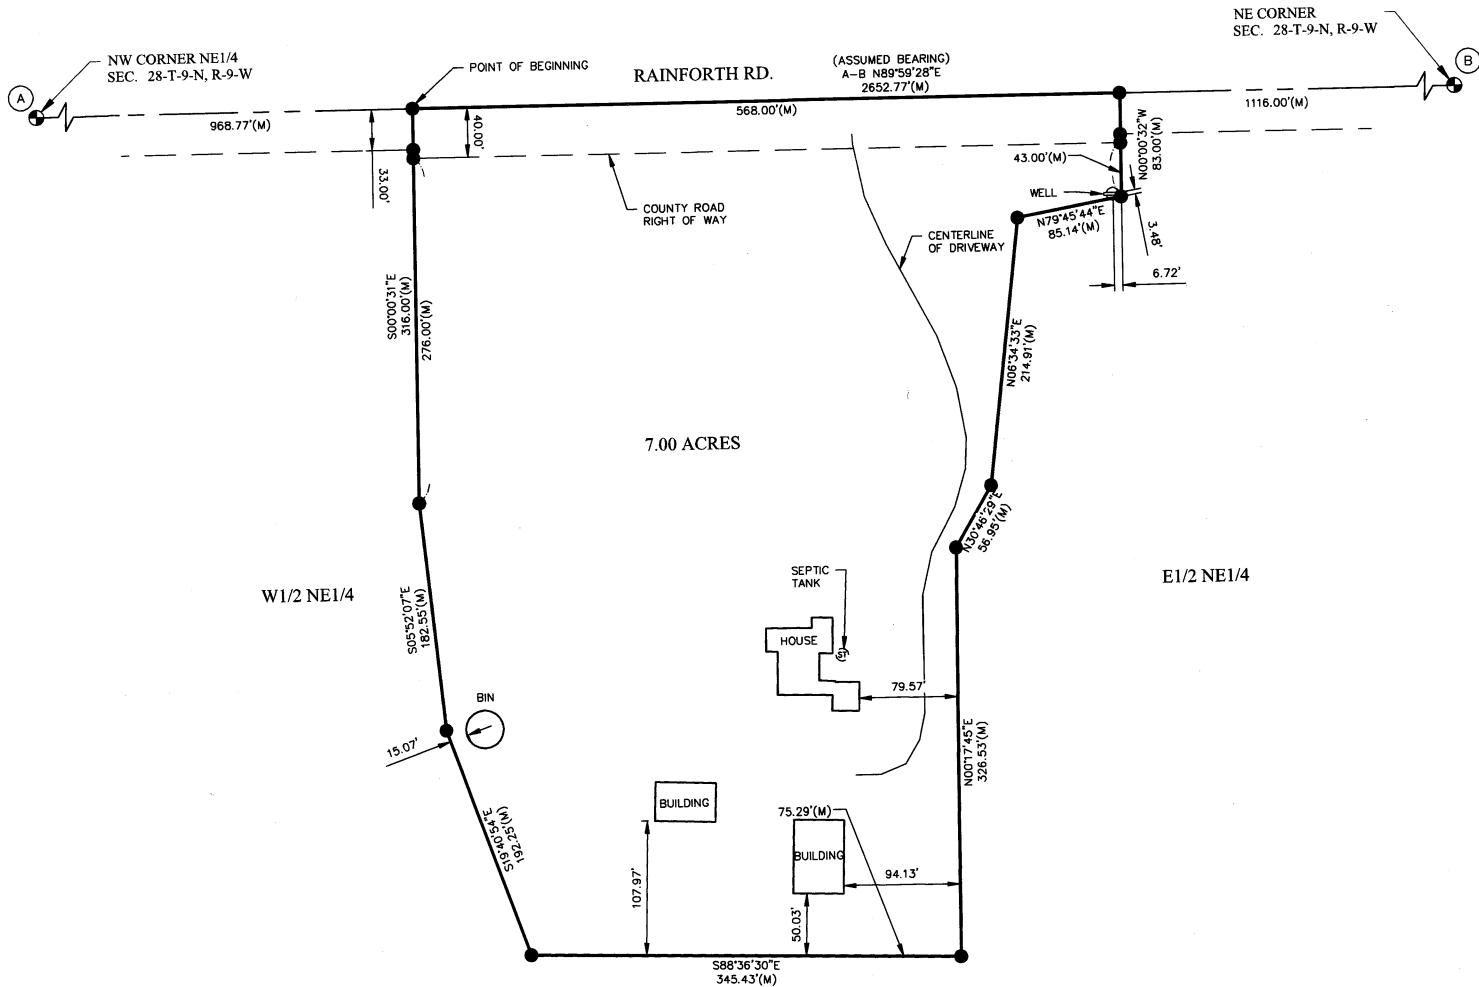 NE CORNER
SEC. 28-T-9-N, R-9-W
NW CORNER NE1/4
SEC. 28-T-9-N, R-9-W
A
B
POINT OF BEGINNING
RAINFORTH RD.
(ASSUMED BEARING)
A-B N89°59'28"E
2652.77'(M)
968.77'(M)
568.00'(M)
1116.00'(M)
40.00'
33.00'
N00°00'32"W
83.00'(M)
43.00'(M)
WELL
COUNTY ROAD
RIGHT OF WAY
CENTERLINE
OF DRIVEWAY
N79°45'44"E
85.14'(M)
3.48'
6.72'
S00°00'31"E
316.00'(M)
276.00'(M)
N06°34'33"E
214.91'(M)
7.00 ACRES
N30°46'29"E
56.95'(M)
W1/2 NE1/4
E1/2 NE1/4
S05°52'07"E
182.55'(M)
SEPTIC
TANK
HOUSE
(S)
79.57'
BIN
15.07'
N00°17'45"E
326.53'(M)
BUILDING
75.29'(M)
BUILDING
S19°40'54"E
192.25'(M)
107.97'
94.13'
50.03'
S88°36'30"E
345.43'(M)